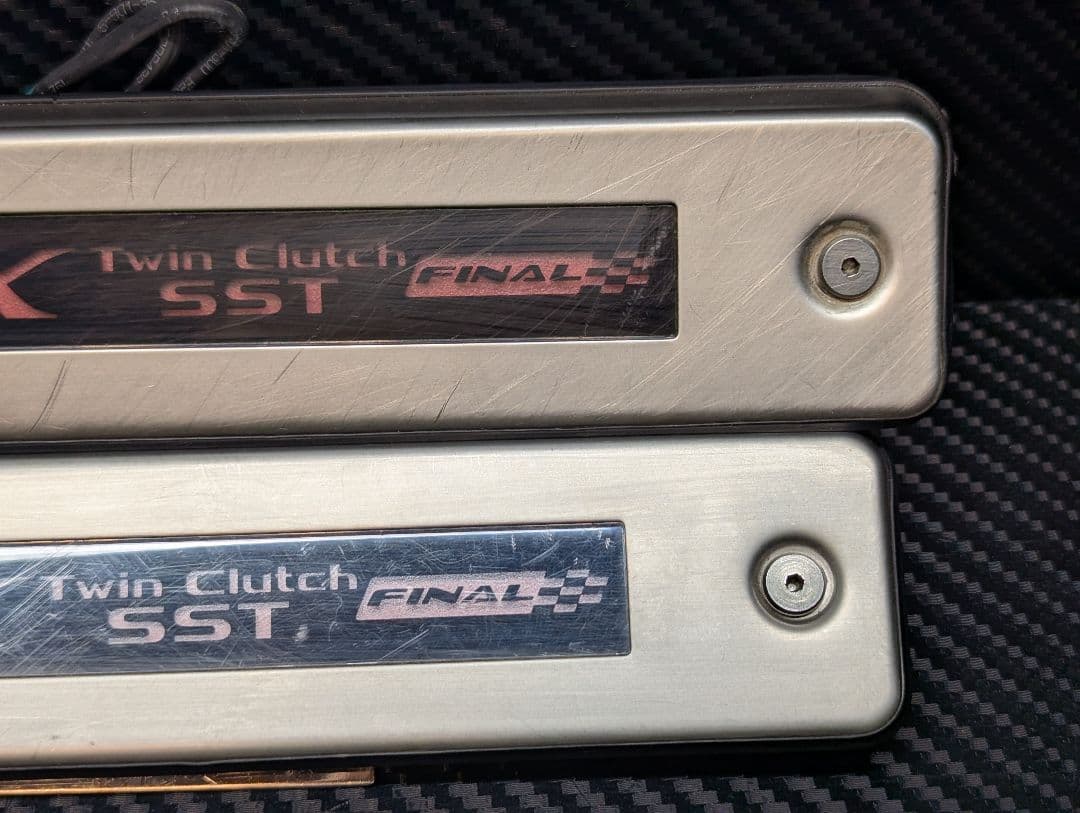 X Twin Clutch
SST
FINAL
Twin Clutch
SST
FINAL